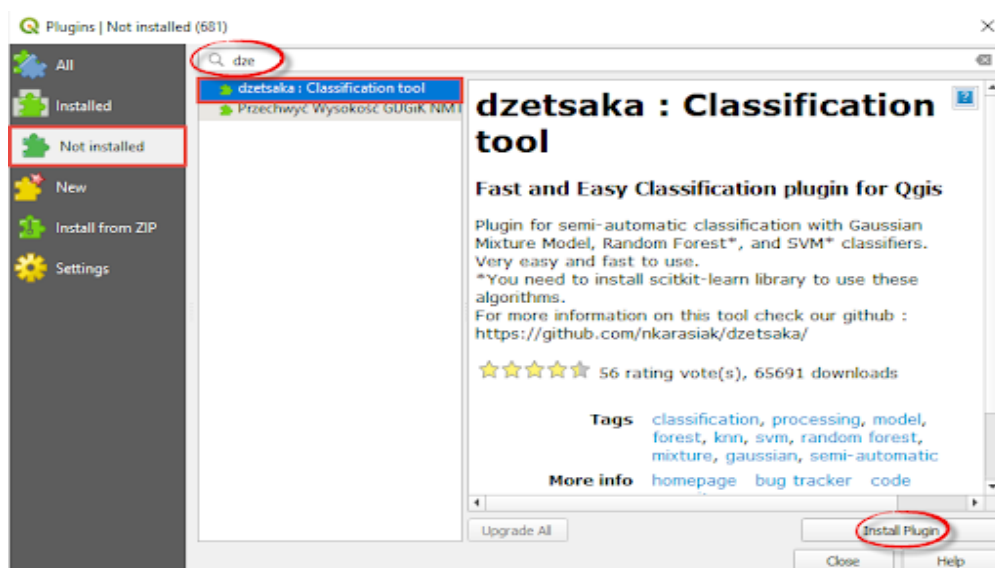 Plugins | Not installed (681)
All
Installed
Not installed
New
Install from ZIP
Settings
dze
dzetsaka : Classification tool
Przechwyć Wysokość GUGiK NMT
dzetsaka : Classification
tool
Fast and Easy Classification plugin for Qgis
Plugin for semi-automatic classification with Gaussian
Mixture Model, Random Forest*, and SVM* classifiers.
Very easy and fast to use.
*You need to install scitkit-learn library to use these
algorithms.
For more information on this tool check our github :
https://github.com/nkarasiak/dzetsaka/
56 rating vote(s), 65691 downloads
Tags classification, processing, model,
forest, knn, svm, random forest,
mixture, gaussian, semi-automatic
More info homepage bug tracker code
Upgrade All
Install Plugin
Close
Help